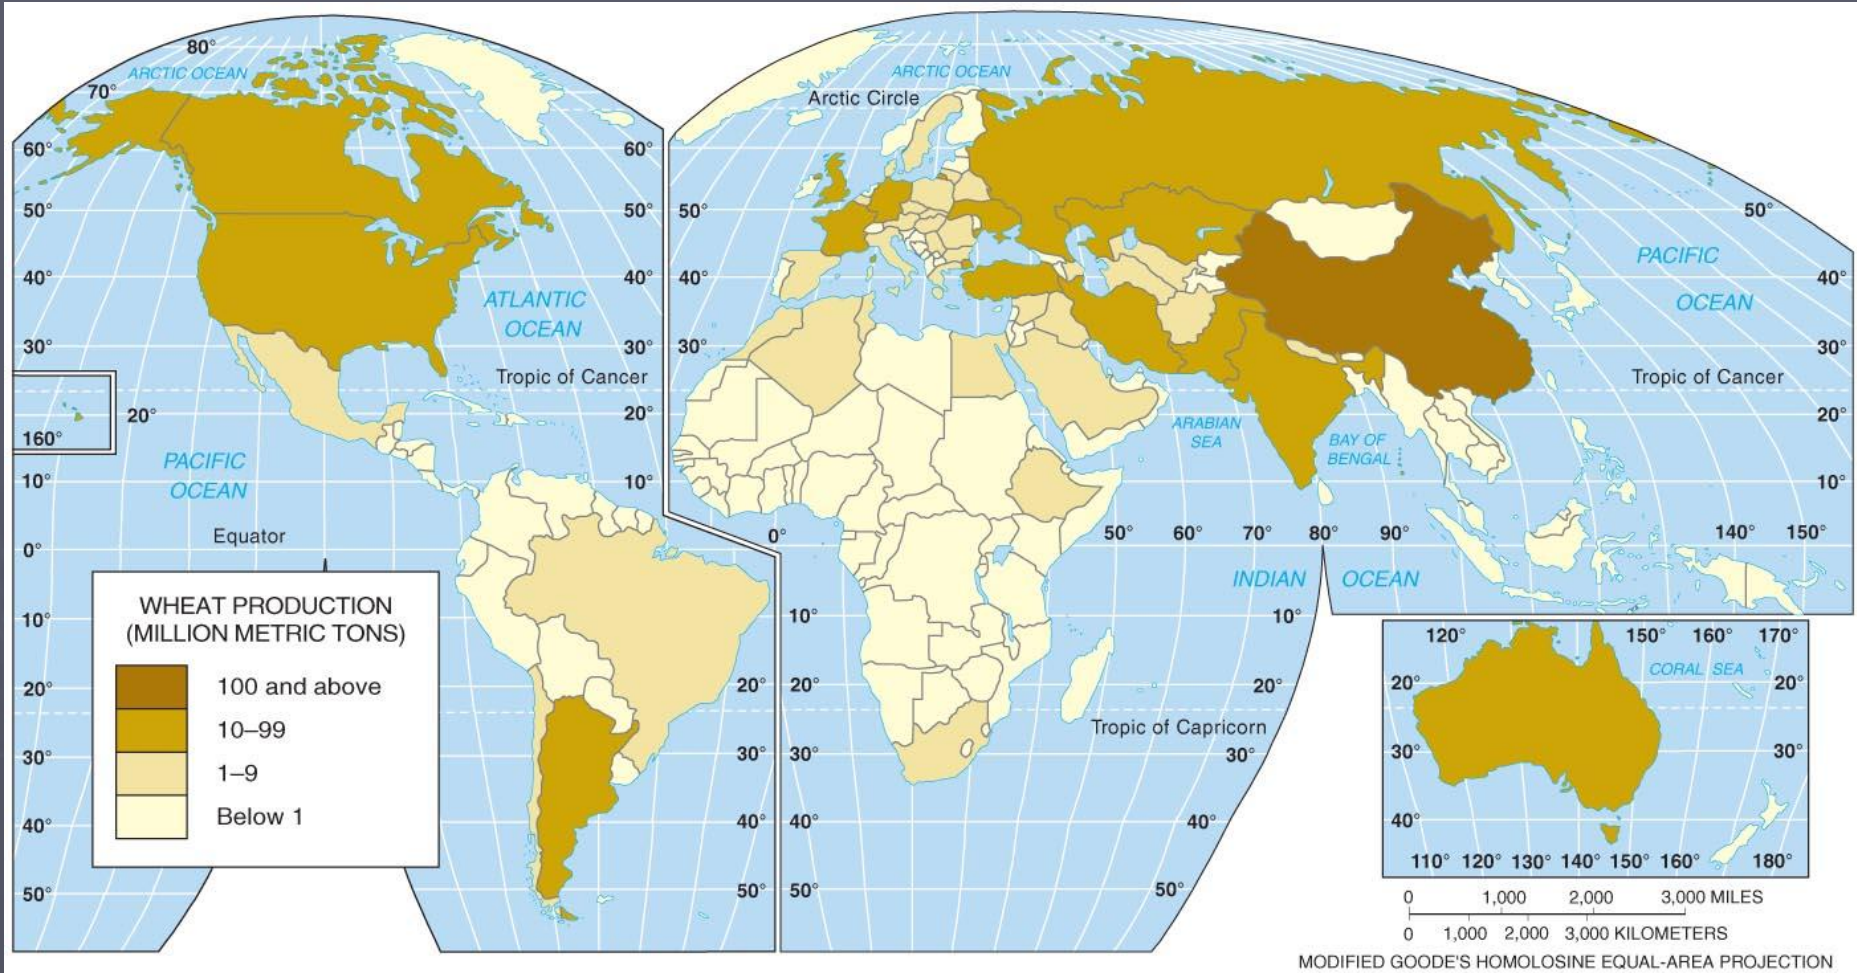 80°
ARCTIC OCEAN
70°
60°
50°
40°
30°
20°
160°
10°
0°
10°
20°
30°
40°
50°
60°
50°
40°
30°
20°
10°
ATLANTIC
OCEAN
Tropic of Cancer
PACIFIC
OCEAN
Equator
20°
30°
40°
50°
WHEAT PRODUCTION
(MILLION METRIC TONS)
100 and above
10–99
1–9
Below 1
ARCTIC OCEAN
Arctic Circle
50°
40°
30°
0°
10°
20°
30°
40°
50°
50°
60°
70°
80°
90°
140°
150°
ARABIAN
SEA
BAY OF
BENGAL
INDIAN
OCEAN
PACIFIC
OCEAN
Tropic of Cancer
50°
40°
30°
20°
10°
10°
20°
Tropic of Capricorn
30°
40°
50°
120°
150°
160°
170°
CORAL SEA
20°
20°
30°
30°
40°
110°
120°
130°
140°
150°
160°
180°
0
1,000
2,000
3,000 MILES
0
1,000
2,000
3,000 KILOMETERS
MODIFIED GOODE'S HOMOLOSINE EQUAL-AREA PROJECTION